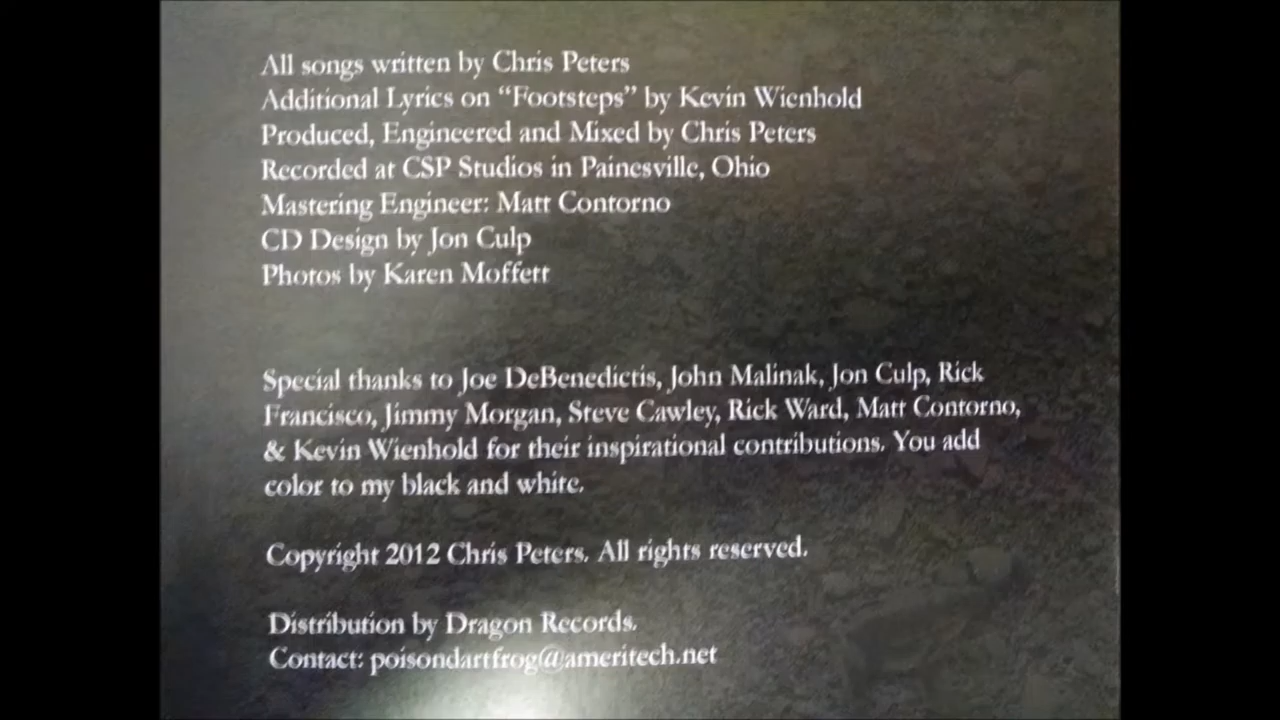 All songs written by Chris Peters
Additional Lyrics on “Footsteps” by Kevin Wienhold
Produced, Engineered and Mixed by Chris Peters
Recorded at CSP Studios in Painesville, Ohio
Mastering Engineer: Matt Contorno
CD Design by Jon Culp
Photos by Karen Moffett
Special thanks to Joe DeBenedictis, John Malinak, Jon Culp, Rick
Francisco, Jimmy Morgan, Steve Cawley, Rick Ward, Matt Contorno,
& Kevin Wienhold for their inspirational contributions. You add
color to my black and white.
Copyright 2012 Chris Peters. All rights reserved.
Distribution by Dragon Records.
Contact: poisondartfrog@ameritech.net